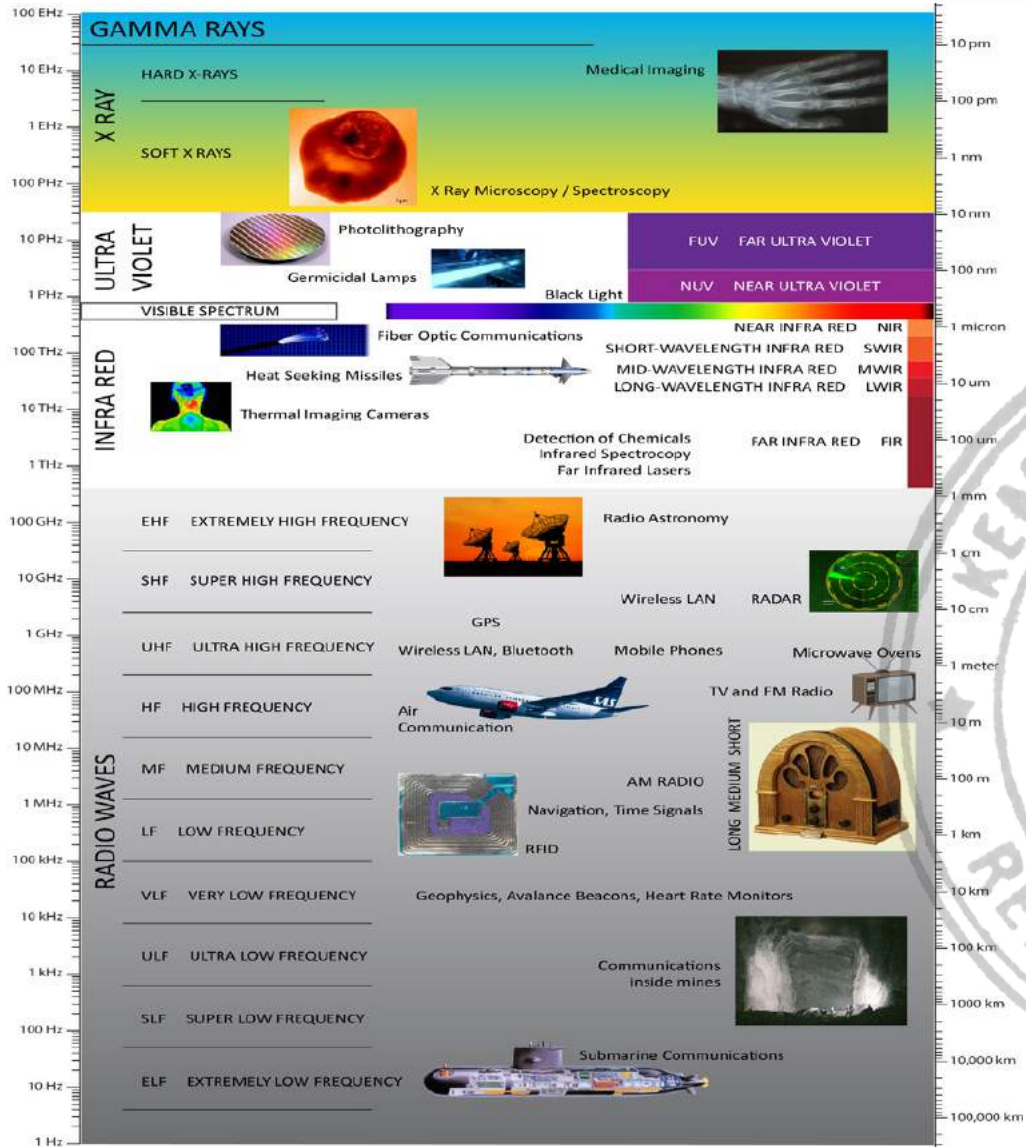 100 EHz
GAMMA RAYS
10 pm
10 EHz
HARD X-RAYS
Medical Imaging
100 pm
X RAY
1 EHz
SOFT X RAYS
1 nm
100 PHz
X Ray Microscopy / Spectroscopy
10 nm
ULTRA
VIOLET
Photolithography
10 PHz
FUV FAR ULTRA VIOLET
Germicidal Lamps
100 nm
NUV NEAR ULTRA VIOLET
1 PHz
Black Light
VISIBLE SPECTRUM
INFRA RED
Fiber Optic Communications
NEAR INFRA RED NIR
1 micron
100 THz
SHORT-WAVELENGTH INFRA RED SWIR
Heat Seeking Missiles
MID-WAVELENGTH INFRA RED MWIR
10 um
LONG-WAVELENGTH INFRA RED LWIR
10 THz
Thermal Imaging Cameras
Detection of Chemicals
Infrared Spectroscopy
Far Infrared Lasers
FAR INFRA RED FIR
100 um
1 THz
1 mm
RADIO WAVES
100 GHz
EHF EXTREMELY HIGH FREQUENCY
Radio Astronomy
1 cm
10 GHz
SHF SUPER HIGH FREQUENCY
Wireless LAN
RADAR
10 cm
GPS
1 GHz
UHF ULTRA HIGH FREQUENCY
Wireless LAN, Bluetooth
Mobile Phones
Microwave Ovens
1 meter
100 MHz
TV and FM Radio
HF HIGH FREQUENCY
Air
Communication
SAS
10 m
10 MHz
MF MEDIUM FREQUENCY
AM RADIO
LONG MEDIUM SHORT
100 m
1 MHz
Navigation, Time Signals
LF LOW FREQUENCY
RFID
1 km
100 kHz
VLF VERY LOW FREQUENCY
Geophysics, Avalance Beacons, Heart Rate Monitors
10 km
10 kHz
ULF ULTRA LOW FREQUENCY
100 km
Communications
inside mines
1 kHz
1000 km
SLF SUPER LOW FREQUENCY
100 Hz
Submarine Communications
10,000 km
ELF EXTREMELY LOW FREQUENCY
10 Hz
100,000 km
1 Hz